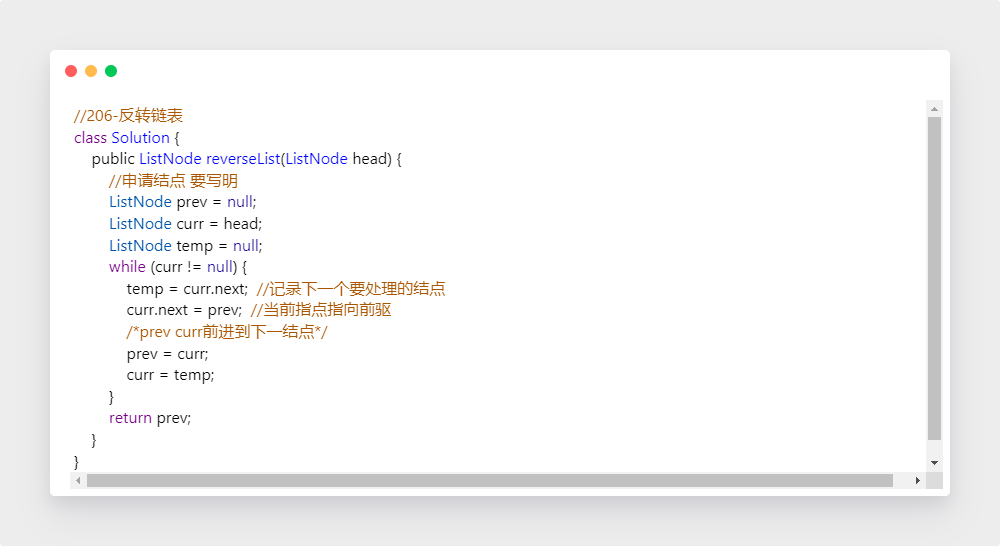 //206-反转链表
class Solution {
    public ListNode reverseList(ListNode head) {
        //申请结点 要写明
        ListNode prev = null;
        ListNode curr = head;
        ListNode temp = null;
        while (curr != null) {
            temp = curr.next;  //记录下一个要处理的结点
            curr.next = prev;  //当前指点指向前驱
            /*prev curr前进到下一结点*/
            prev = curr;
            curr = temp;
        }
        return prev;
    }
}